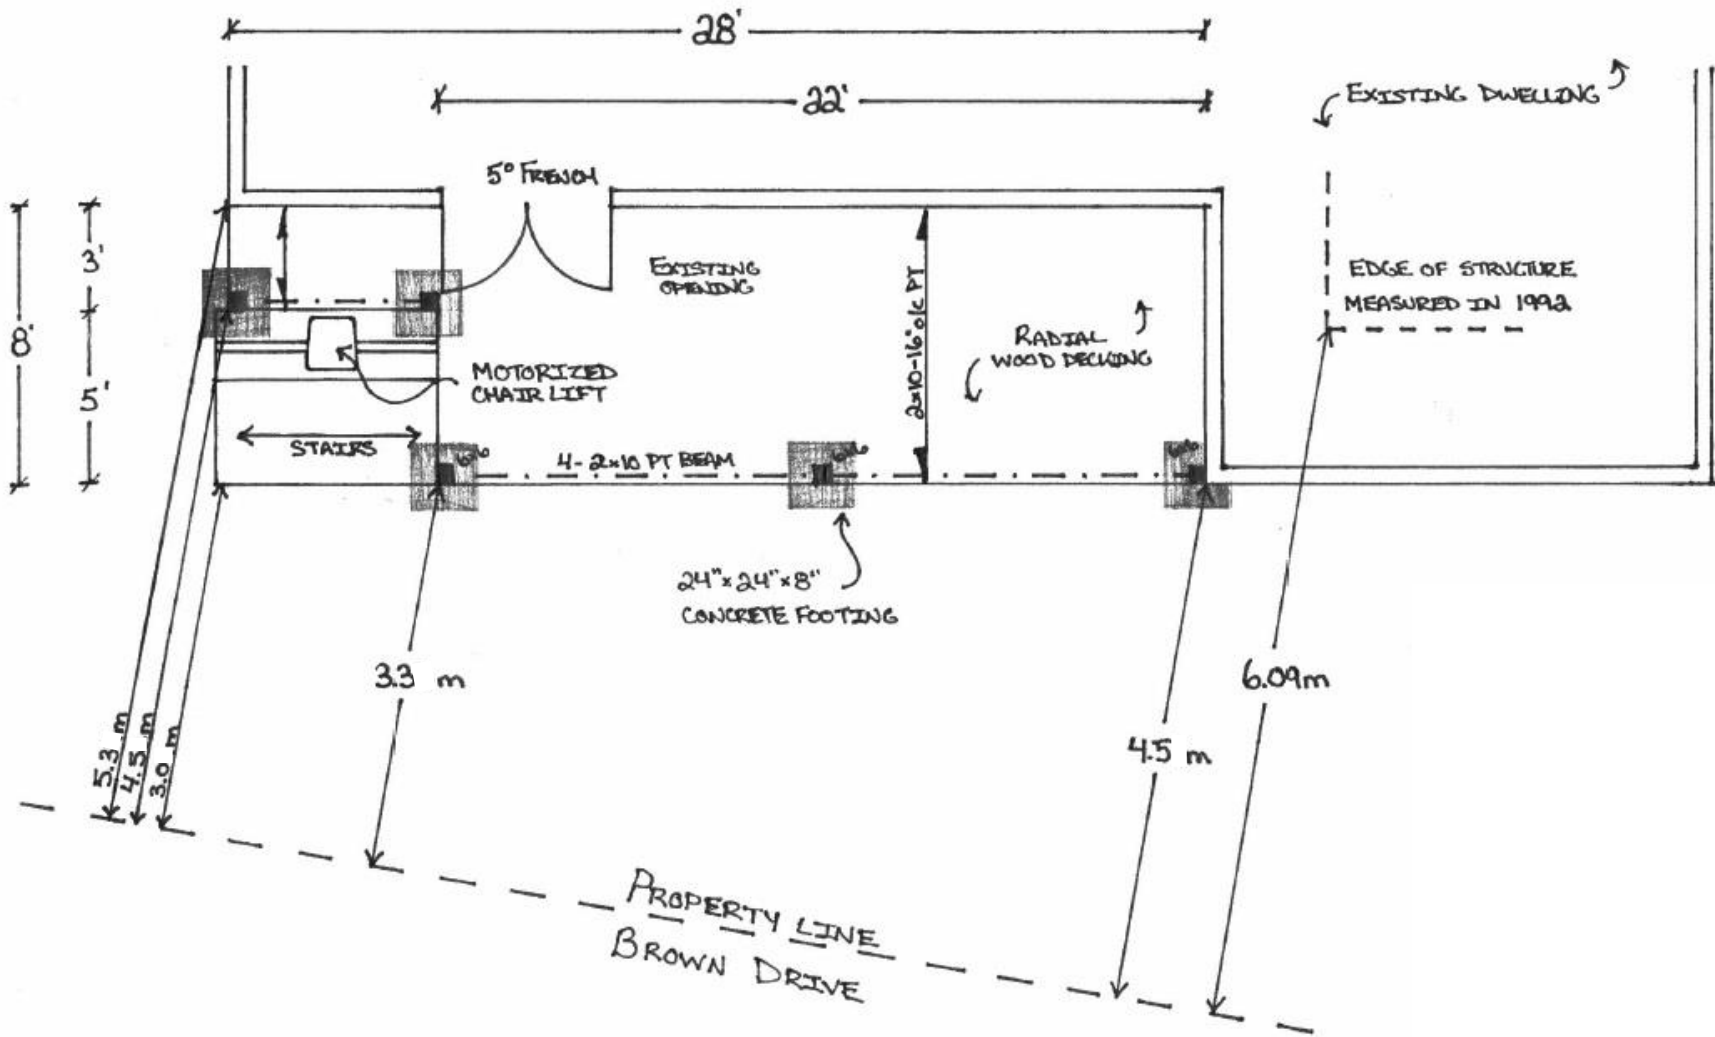 28'
22'
EXISTING DWELLING
5° FRENCH
3'
8'
5'
EXISTING
OPENING
2x10-16" o/c PT
EDGE OF STRUCTURE
MEASURED IN 1992
RADIAL
WOOD DECKING
MOTORIZED
CHAIR LIFT
STAIRS
6x6
4- 2x10 PT BEAM
6x6
6x6
24" x 24" x 8"
CONCRETE FOOTING
3.3 m
6.09m
5.3 m
4.5 m
3.0 m
4.5 m
PROPERTY LINE
BROWN DRIVE